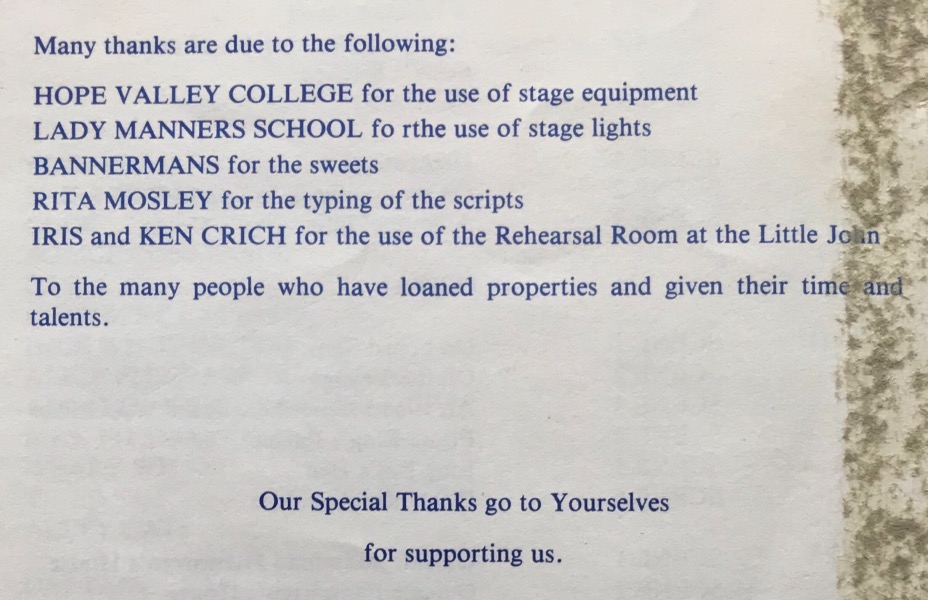 Many thanks are due to the following:
HOPE VALLEY COLLEGE for the use of stage equipment
LADY MANNERS SCHOOL fo rthe use of stage lights
BANNERMANS for the sweets
RITA MOSLEY for the typing of the scripts
IRIS and KEN CRICH for the use of the Rehearsal Room at the Little John
To the many people who have loaned properties and given their time and
talents.
Our Special Thanks go to Yourselves
for supporting us.